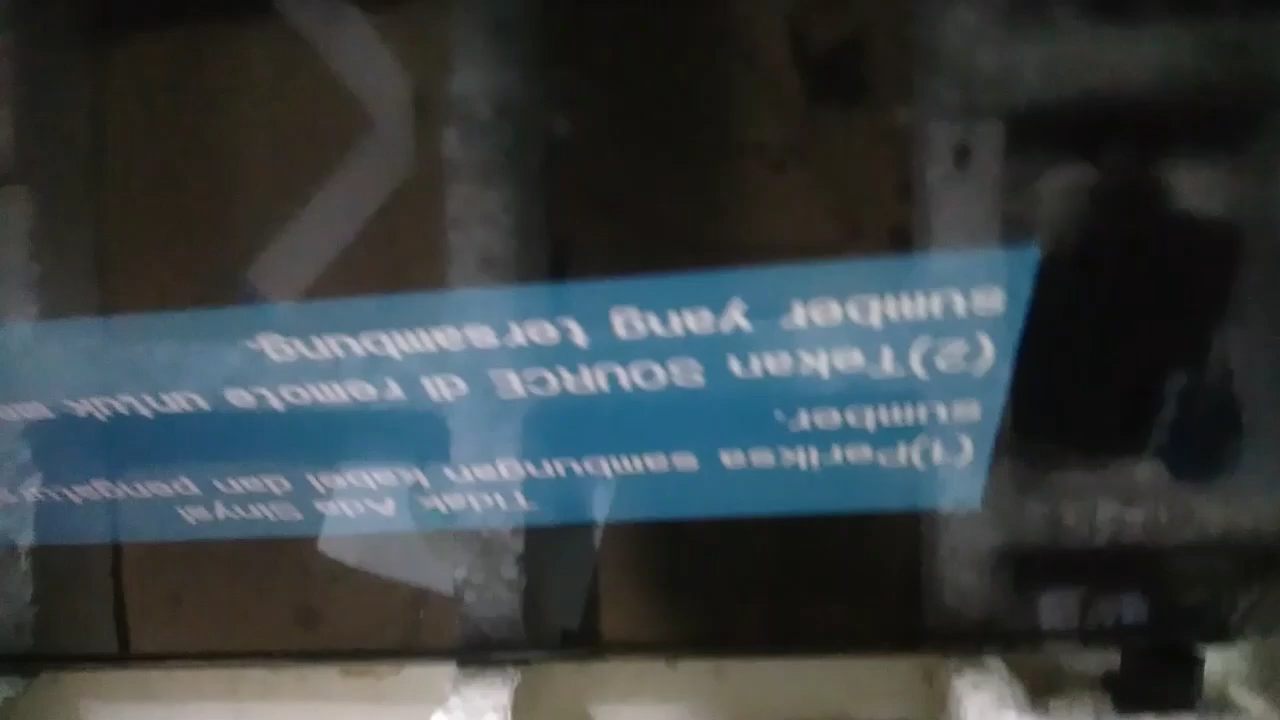 Tidak Ada Sinyal
(1)Periksa sambungan kabel dan
sumber.
(2)Tekan SOURCE di remote untuk
sumber yang tersambung.